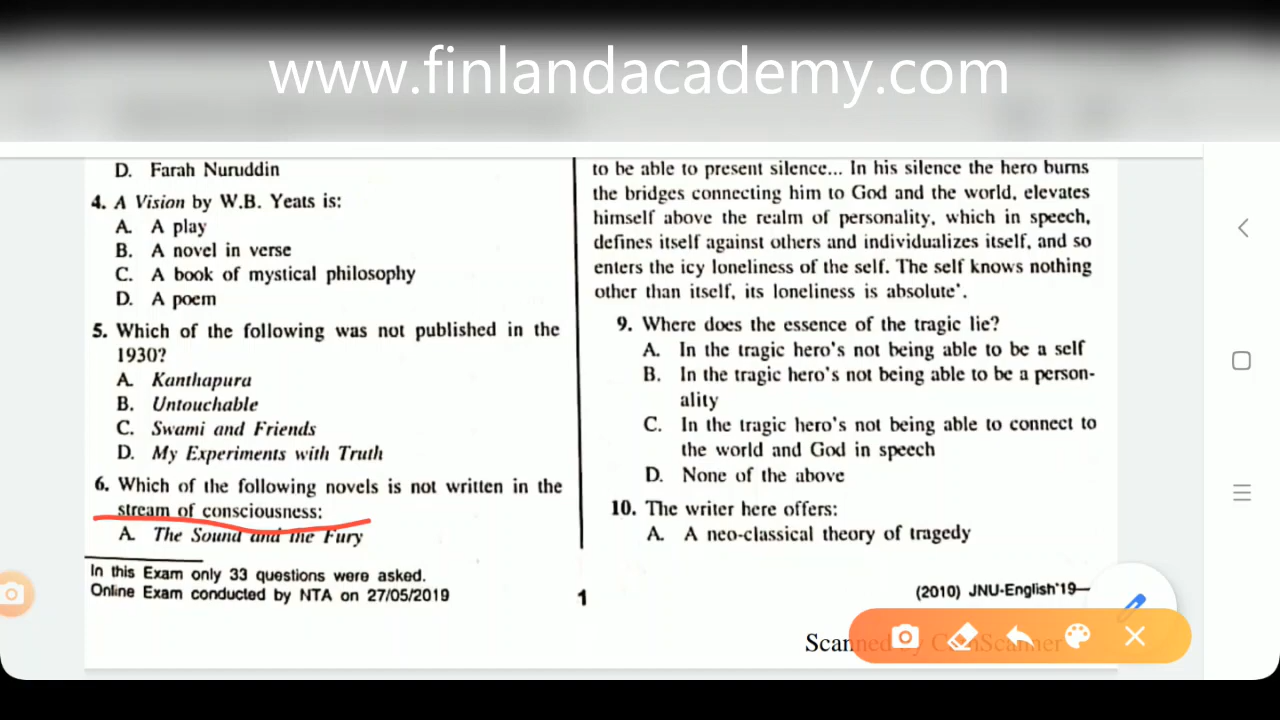 www.finlandacademy.com
D. Farah Nuruddin
4. A Vision by W.B. Yeats is:
A. A play
B. A novel in verse
C. A book of mystical philosophy
D. A poem
5. Which of the following was not published in the
1930?
A. Kanthapura
B. Untouchable
C. Swami and Friends
D. My Experiments with Truth
6. Which of the following novels is not written in the
stream of consciousness:
A. The Sound and the Fury
In this Exam only 33 questions were asked.
Online Exam conducted by NTA on 27/05/2019
to be able to present silence... In his silence the hero burns
the bridges connecting him to God and the world, elevates
himself above the realm of personality, which in speech,
defines itself against others and individualizes itself, and so
enters the icy loneliness of the self. The self knows nothing
other than itself, its loneliness is absolute'.
9. Where does the essence of the tragic lie?
A. In the tragic hero's not being able to be a self
B. In the tragic hero's not being able to be a person-
ality
C. In the tragic hero's not being able to connect to
the world and God in speech
D. None of the above
10. The writer here offers:
A. A neo-classical theory of tragedy
1
(2010) JNU-English'19—
Scanned by CamScanner